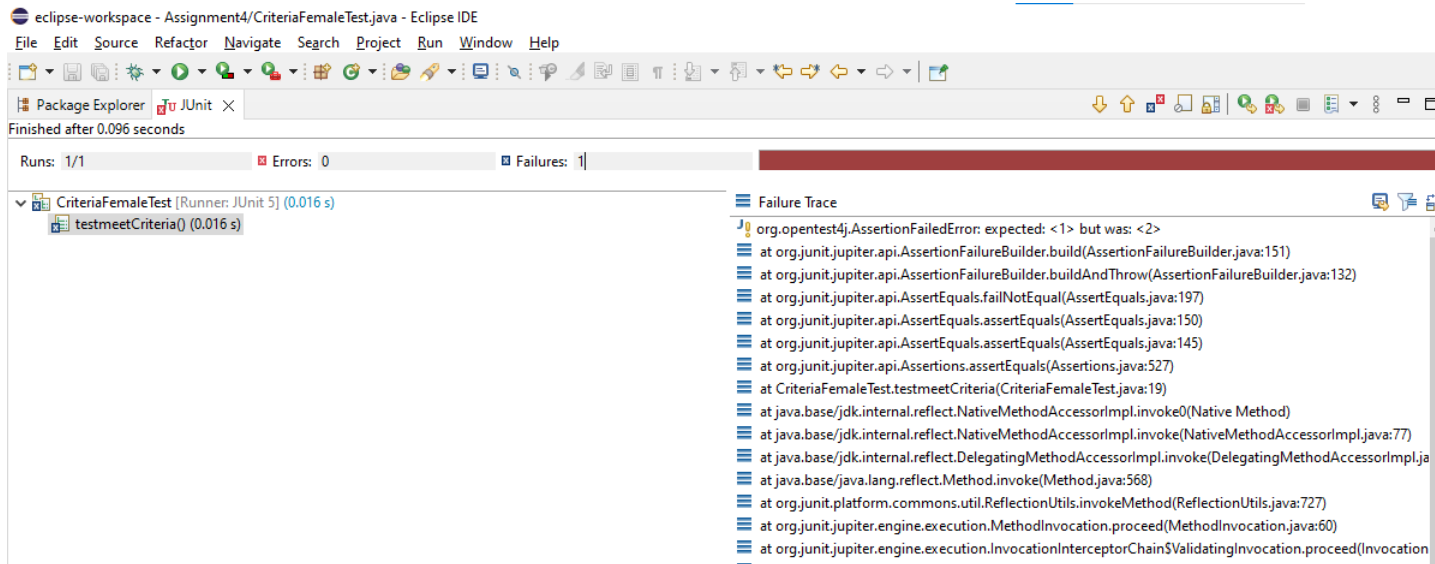 eclipse-workspace - Assignment4/CriteriaFemaleTest.java - Eclipse IDE
File Edit Source Refactor Navigate Search Project Run Window Help
Package Explorer JUnit
Finished after 0.096 seconds
Runs: 1/1 Errors: 0 Failures: 1
CriteriaFemaleTest [Runner: JUnit 5] (0.016 s)
testmeetCriteria() (0.016 s)
Failure Trace
org.opentest4j.AssertionFailedError: expected: <1> but was: <2>
at org.junit.jupiter.api.AssertionFailureBuilder.build(AssertionFailureBuilder.java:151)
at org.junit.jupiter.api.AssertionFailureBuilder.buildAndThrow(AssertionFailureBuilder.java:132)
at org.junit.jupiter.api.AssertEquals.failNotEqual(AssertEquals.java:197)
at org.junit.jupiter.api.AssertEquals.assertEquals(AssertEquals.java:150)
at org.junit.jupiter.api.AssertEquals.assertEquals(AssertEquals.java:145)
at org.junit.jupiter.api.Assertions.assertEquals(Assertions.java:527)
at CriteriaFemaleTest.testmeetCriteria(CriteriaFemaleTest.java:19)
at java.base/jdk.internal.reflect.NativeMethodAccessorImpl.invoke0(Native Method)
at java.base/jdk.internal.reflect.NativeMethodAccessorImpl.invoke(NativeMethodAccessorImpl.java:77)
at java.base/jdk.internal.reflect.DelegatingMethodAccessorImpl.invoke(DelegatingMethodAccessorImpl.ja
at java.base/java.lang.reflect.Method.invoke(Method.java:568)
at org.junit.platform.commons.util.ReflectionUtils.invokeMethod(ReflectionUtils.java:727)
at org.junit.jupiter.engine.execution.MethodInvocation.proceed(MethodInvocation.java:60)
at org.junit.jupiter.engine.execution.InvocationInterceptorChain$ValidatingInvocation.proceed(Invocation